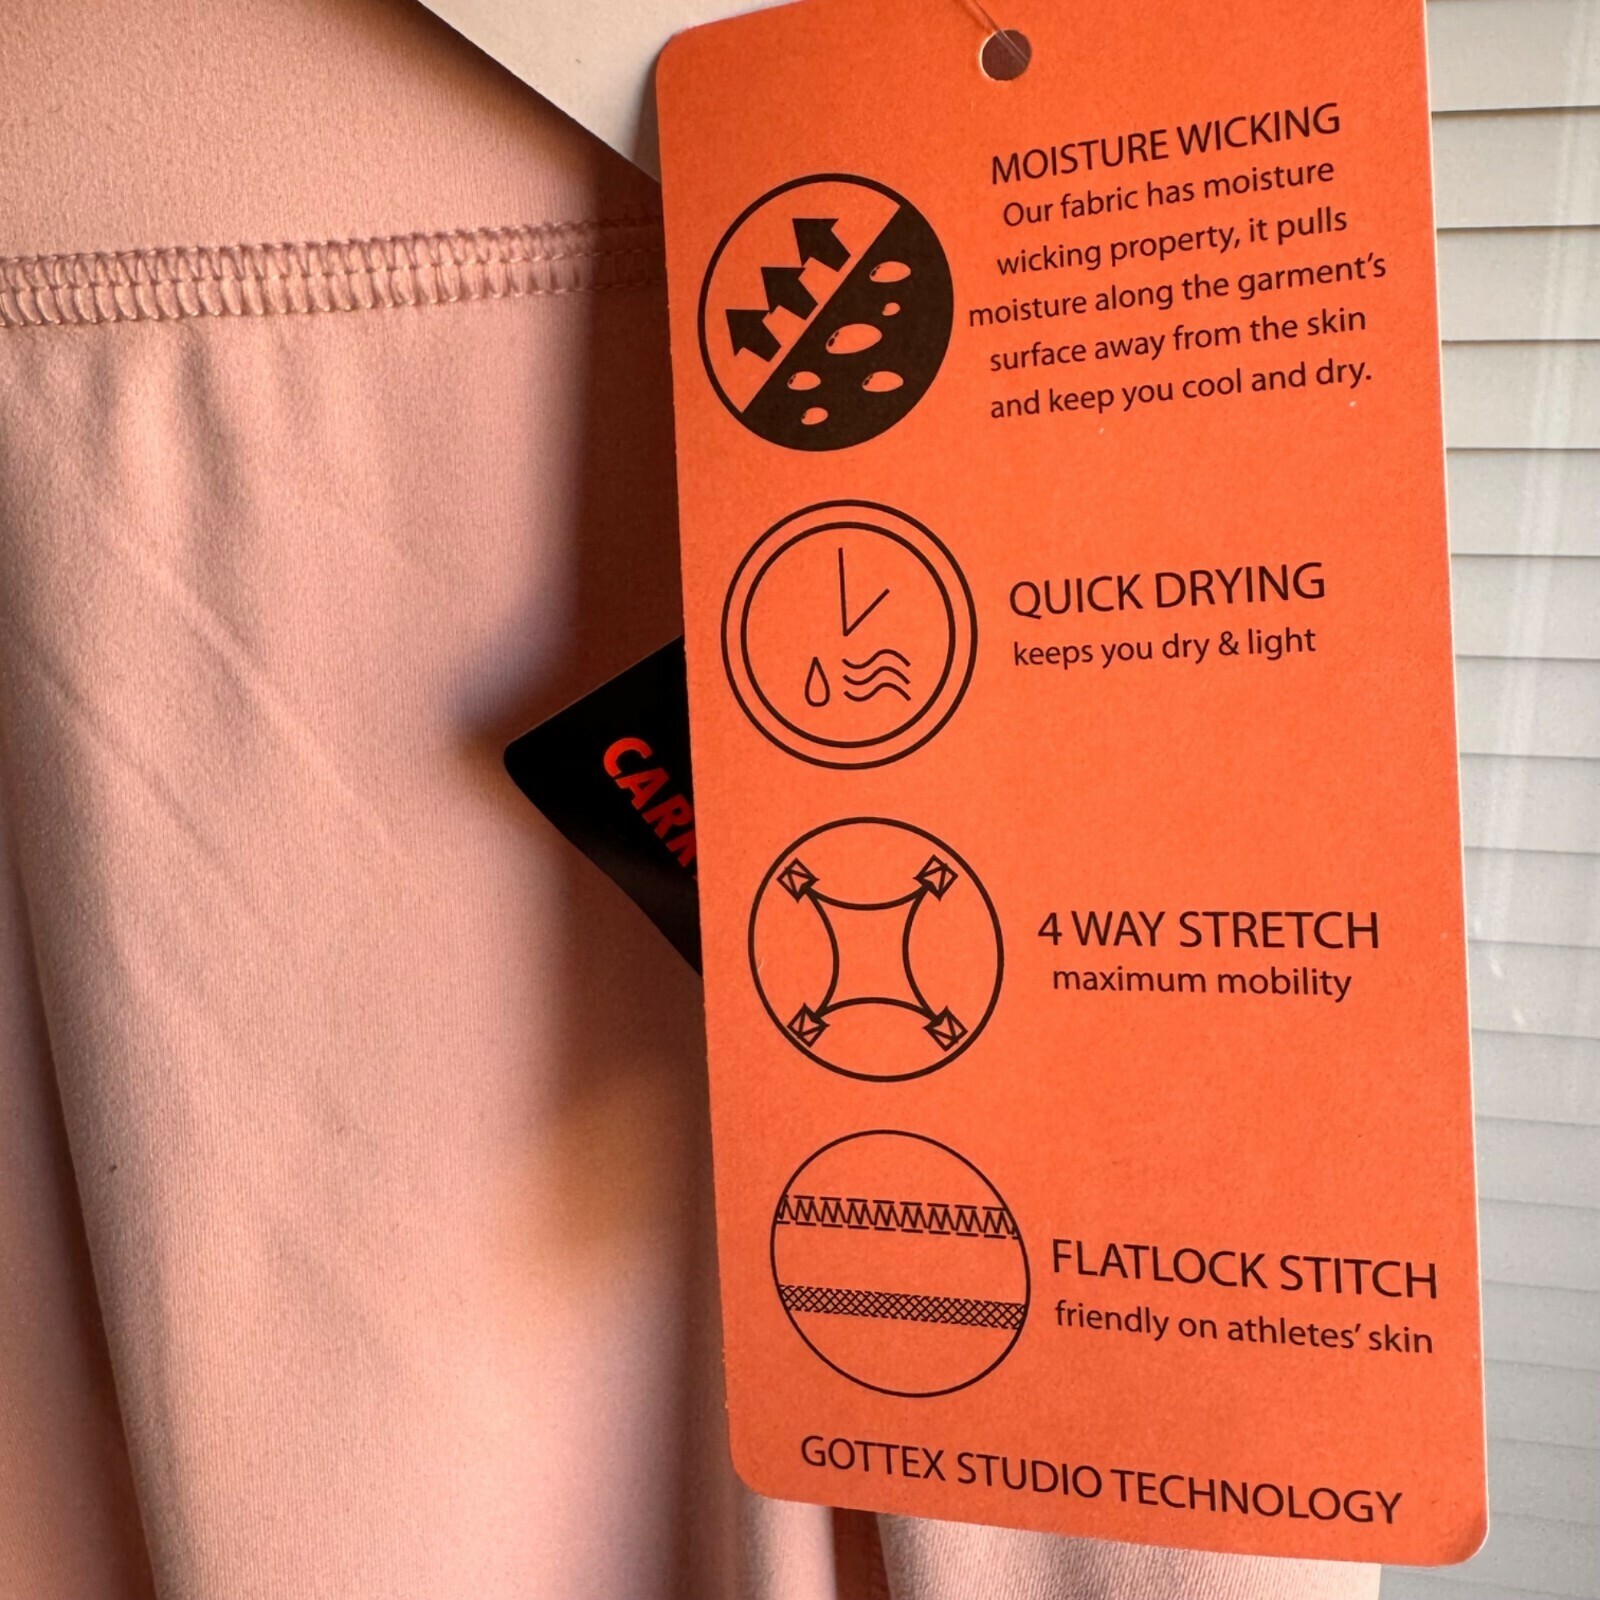 MOISTURE WICKING
Our fabric has moisture
wicking property, it pulls
moisture along the garment's
surface away from the skin
and keep you cool and dry.
QUICK DRYING
keeps you dry & light
4 WAY STRETCH
maximum mobility
FLATLOCK STITCH
friendly on athletes' skin
GOTTEX STUDIO TECHNOLOGY